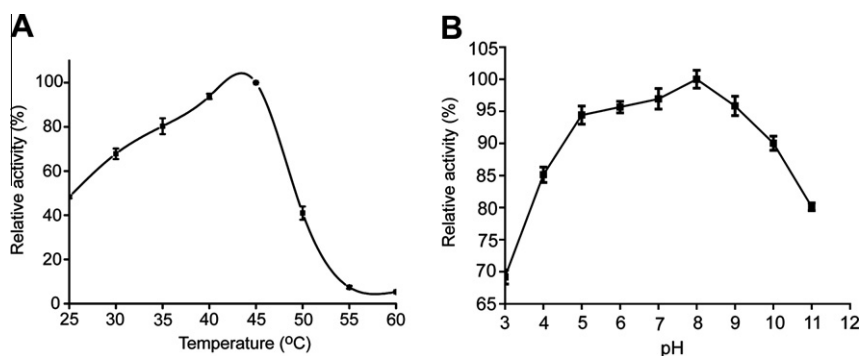 A
Relative activity (%)
100
80
60
40
20
0
25 30 35 40 45 50 55 60
Temperature (ºC)
B
Relative activity (%)
105
100
95
90
85
80
75
70
65
3 4 5 6 7 8 9 10 11 12
pH